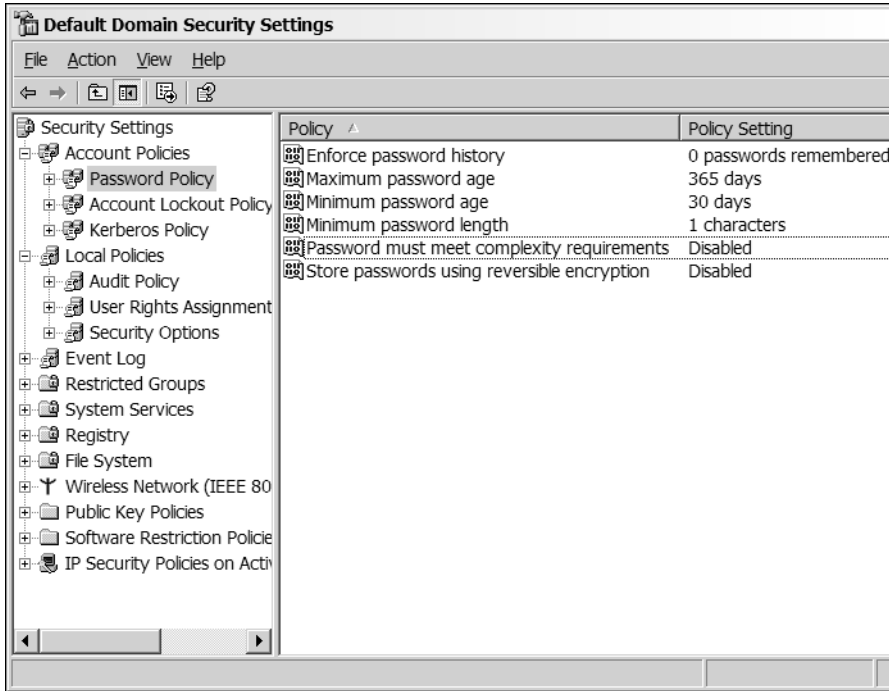 Default Domain Security Settings
File Action View Help
Security Settings
Account Policies
Password Policy
Account Lockout Policy
Kerberos Policy
Local Policies
Audit Policy
User Rights Assignment
Security Options
Event Log
Restricted Groups
System Services
Registry
File System
Wireless Network (IEEE 80
Public Key Policies
Software Restriction Policie
IP Security Policies on Activ
Policy Policy Setting
Enforce password history 0 passwords remembered
Maximum password age 365 days
Minimum password age 30 days
Minimum password length 1 characters
Password must meet complexity requirements Disabled
Store passwords using reversible encryption Disabled